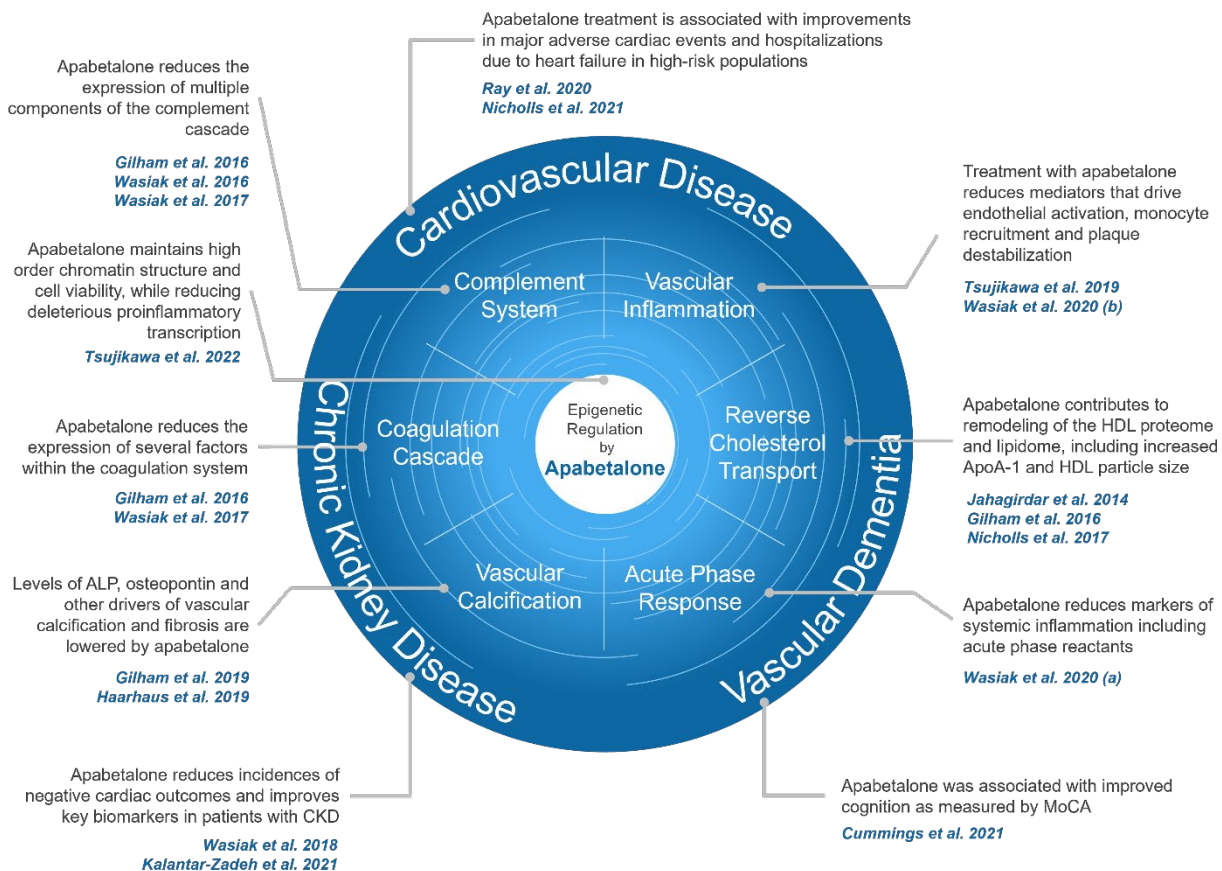 Apabetalone treatment is associated with improvements
in major adverse cardiac events and hospitalizations
due to heart failure in high-risk populations
Ray et al. 2020
Nicholls et al. 2021
Apabetalone reduces the
expression of multiple
components of the complement
cascade
Gilham et al. 2016
Wasiak et al. 2016
Wasiak et al. 2017
Apabetalone maintains high
order chromatin structure and
cell viability, while reducing
deleterious proinflammatory
transcription
Tsujikawa et al. 2022
Apabetalone reduces the
expression of several factors
within the coagulation system
Gilham et al. 2016
Wasiak et al. 2017
Levels of ALP, osteopontin and
other drivers of vascular
calcification and fibrosis are
lowered by apabetalone
Gilham et al. 2019
Haarhaus et al. 2019
Apabetalone reduces incidences of
negative cardiac outcomes and improves
key biomarkers in patients with CKD
Wasiak et al. 2018
Kalantar-Zadeh et al. 2021
Cardiovascular Disease
Chronic Kidney Disease
Vascular Dementia
Complement
System
Vascular
Inflammation
Coagulation
Cascade
Epigenetic
Regulation
by
Apabetalone
Reverse
Cholesterol
Transport
Vascular
Calcification
Acute Phase
Response
Treatment with apabetalone
reduces mediators that drive
endothelial activation, monocyte
recruitment and plaque
destabilization
Tsujikawa et al. 2019
Wasiak et al. 2020 (b)
Apabetalone contributes to
remodeling of the HDL proteome
and lipidome, including increased
ApoA-1 and HDL particle size
Jahagirdar et al. 2014
Gilham et al. 2016
Nicholls et al. 2017
Apabetalone reduces markers of
systemic inflammation including
acute phase reactants
Wasiak et al. 2020 (a)
Apabetalone was associated with improved
cognition as measured by MoCA
Cummings et al. 2021